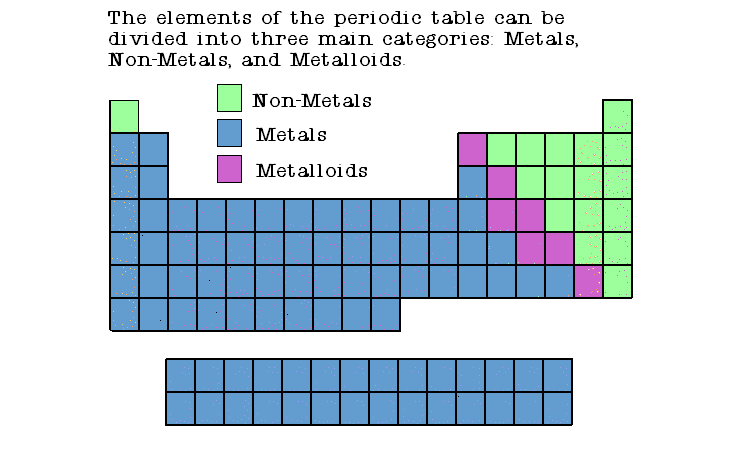 The elements of the periodic table can be
divided into three main categories: Metals,
Non-Metals, and Metalloids.
Non-Metals
Metals
Metalloids